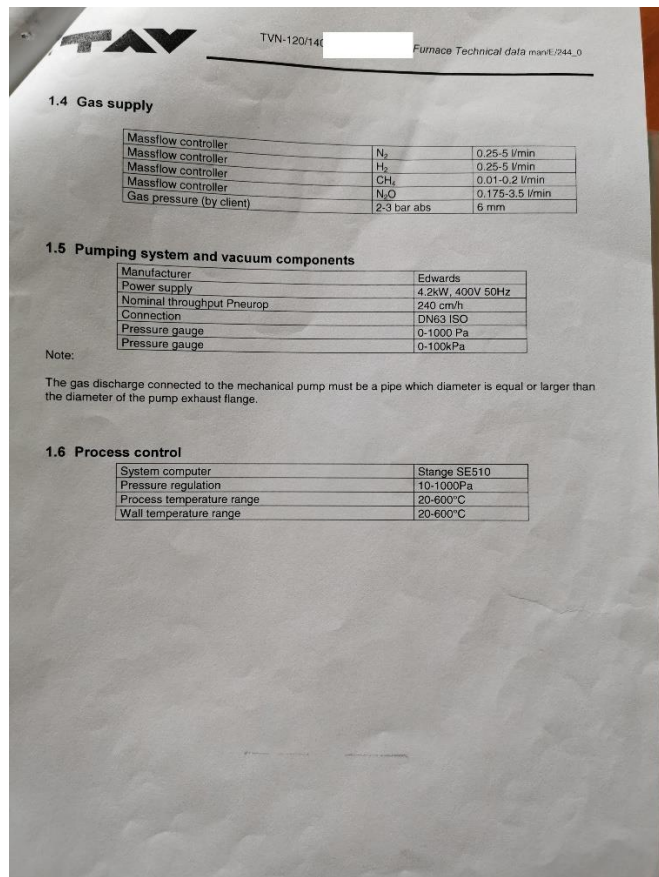 TAV
TVN-120/140
Furnace Technical data man/E/244_0
1.4 Gas supply
Massflow controller N₂ 0.25-5 l/min
Massflow controller H₂ 0.25-5 l/min
Massflow controller CH₄ 0.01-0.2 l/min
Massflow controller N₂O 0.175-3.5 l/min
Gas pressure (by client) 2-3 bar abs 6 mm
1.5 Pumping system and vacuum components
Manufacturer Edwards
Power supply 4.2kW, 400V 50Hz
Nominal throughput Pneurop 240 cm/h
Connection DN63 ISO
Pressure gauge 0-1000 Pa
Pressure gauge 0-100kPa
Note:
The gas discharge connected to the mechanical pump must be a pipe which diameter is equal or larger than
the diameter of the pump exhaust flange.
1.6 Process control
System computer Stange SE510
Pressure regulation 10-1000Pa
Process temperature range 20-600°C
Wall temperature range 20-600°C